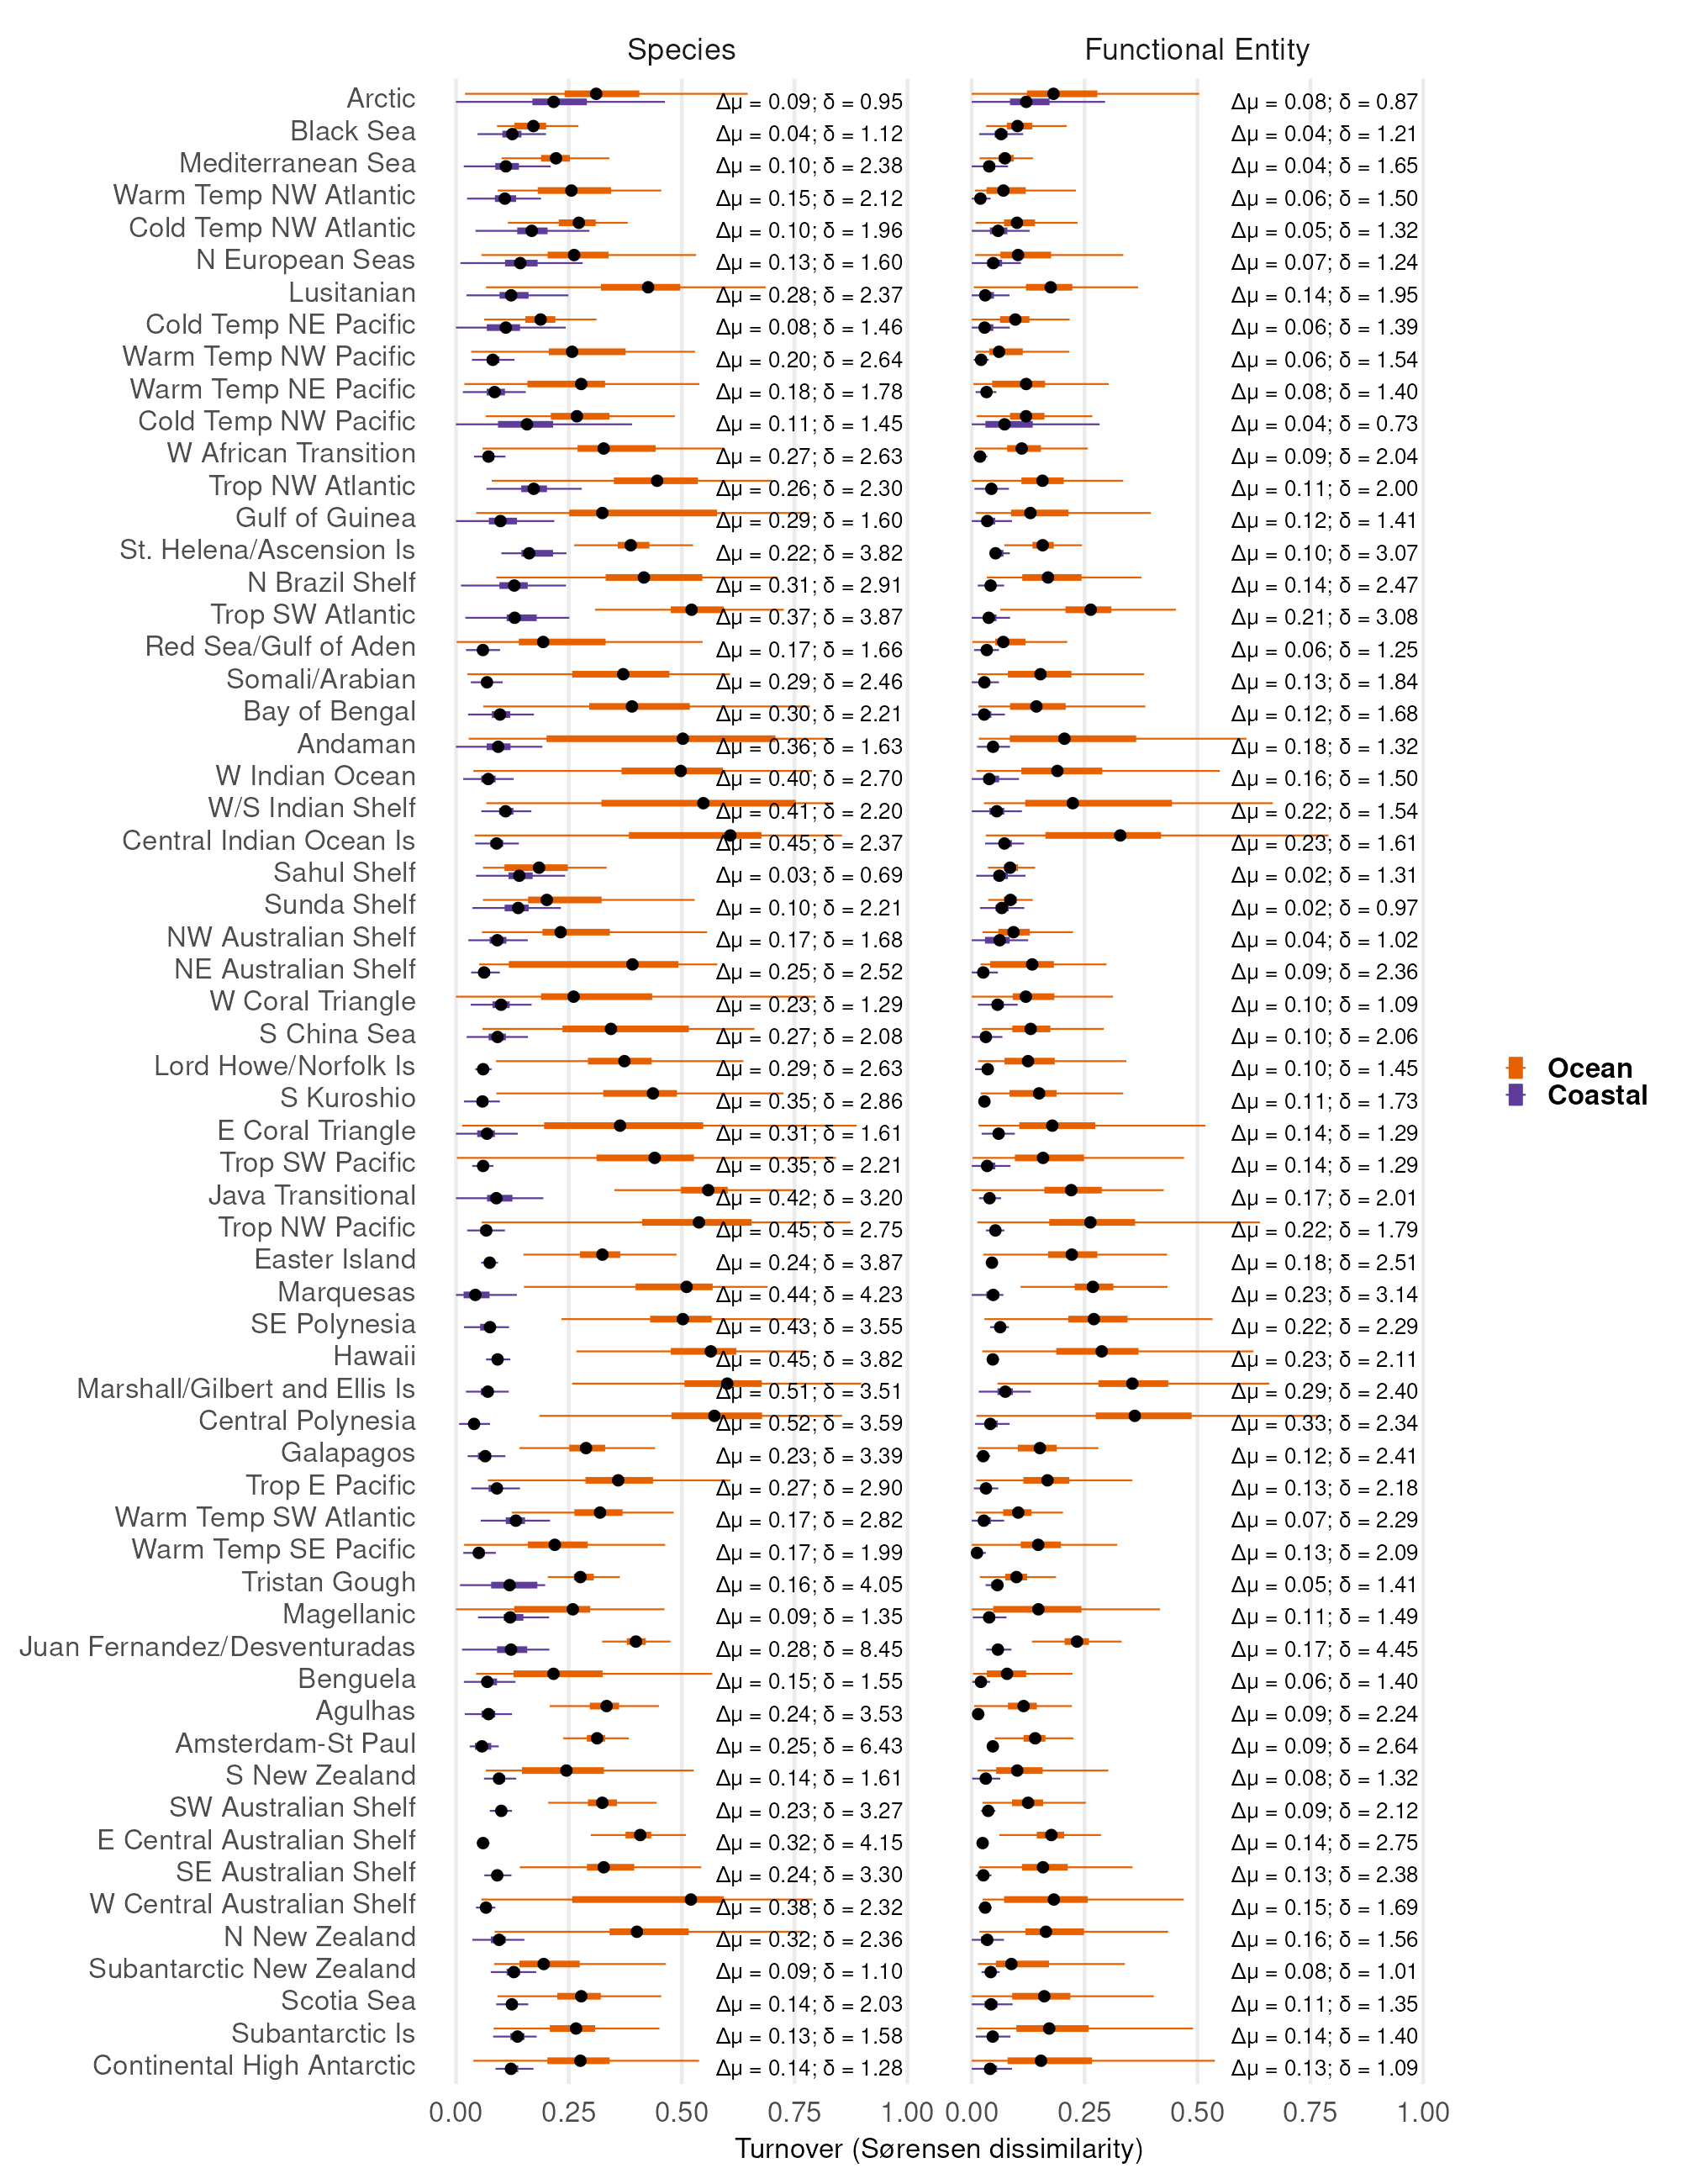 Species Functional Entity
Arctic Δμ = 0.09; δ = 0.95 Δμ = 0.08; δ = 0.87
Black Sea Δμ = 0.04; δ = 1.12 Δμ = 0.04; δ = 1.21
Mediterranean Sea Δμ = 0.10; δ = 2.38 Δμ = 0.04; δ = 1.65
Warm Temp NW Atlantic Δμ = 0.15; δ = 2.12 Δμ = 0.06; δ = 1.50
Cold Temp NW Atlantic Δμ = 0.10; δ = 1.96 Δμ = 0.05; δ = 1.32
N European Seas Δμ = 0.13; δ = 1.60 Δμ = 0.07; δ = 1.24
Lusitanian Δμ = 0.28; δ = 2.37 Δμ = 0.14; δ = 1.95
Cold Temp NE Pacific Δμ = 0.08; δ = 1.46 Δμ = 0.06; δ = 1.39
Warm Temp NW Pacific Δμ = 0.20; δ = 2.64 Δμ = 0.06; δ = 1.54
Warm Temp NE Pacific Δμ = 0.18; δ = 1.78 Δμ = 0.08; δ = 1.40
Cold Temp NW Pacific Δμ = 0.11; δ = 1.45 Δμ = 0.04; δ = 0.73
W African Transition Δμ = 0.27; δ = 2.63 Δμ = 0.09; δ = 2.04
Trop NW Atlantic Δμ = 0.26; δ = 2.30 Δμ = 0.11; δ = 2.00
Gulf of Guinea Δμ = 0.29; δ = 1.60 Δμ = 0.12; δ = 1.41
St. Helena/Ascension Is Δμ = 0.22; δ = 3.82 Δμ = 0.10; δ = 3.07
N Brazil Shelf Δμ = 0.31; δ = 2.91 Δμ = 0.14; δ = 2.47
Trop SW Atlantic Δμ = 0.37; δ = 3.87 Δμ = 0.21; δ = 3.08
Red Sea/Gulf of Aden Δμ = 0.17; δ = 1.66 Δμ = 0.06; δ = 1.25
Somali/Arabian Δμ = 0.29; δ = 2.46 Δμ = 0.13; δ = 1.84
Bay of Bengal Δμ = 0.30; δ = 2.21 Δμ = 0.12; δ = 1.68
Andaman Δμ = 0.36; δ = 1.63 Δμ = 0.18; δ = 1.32
W Indian Ocean Δμ = 0.40; δ = 2.70 Δμ = 0.16; δ = 1.50
W/S Indian Shelf Δμ = 0.41; δ = 2.20 Δμ = 0.22; δ = 1.54
Central Indian Ocean Is Δμ = 0.45; δ = 2.37 Δμ = 0.23; δ = 1.61
Sahul Shelf Δμ = 0.03; δ = 0.69 Δμ = 0.02; δ = 1.31
Sunda Shelf Δμ = 0.10; δ = 2.21 Δμ = 0.02; δ = 0.97
NW Australian Shelf Δμ = 0.17; δ = 1.68 Δμ = 0.04; δ = 1.02
NE Australian Shelf Δμ = 0.25; δ = 2.52 Δμ = 0.09; δ = 2.36
W Coral Triangle Δμ = 0.23; δ = 1.29 Δμ = 0.10; δ = 1.09
S China Sea Δμ = 0.27; δ = 2.08 Δμ = 0.10; δ = 2.06
Lord Howe/Norfolk Is Δμ = 0.29; δ = 2.63 Δμ = 0.10; δ = 1.45
Ocean
S Kuroshio Δμ = 0.35; δ = 2.86 Δμ = 0.11; δ = 1.73
Coastal
E Coral Triangle Δμ = 0.31; δ = 1.61 Δμ = 0.14; δ = 1.29
Trop SW Pacific Δμ = 0.35; δ = 2.21 Δμ = 0.14; δ = 1.29
Java Transitional Δμ = 0.42; δ = 3.20 Δμ = 0.17; δ = 2.01
Trop NW Pacific Δμ = 0.45; δ = 2.75 Δμ = 0.22; δ = 1.79
Easter Island Δμ = 0.24; δ = 3.87 Δμ = 0.18; δ = 2.51
Marquesas Δμ = 0.44; δ = 4.23 Δμ = 0.23; δ = 3.14
SE Polynesia Δμ = 0.43; δ = 3.55 Δμ = 0.22; δ = 2.29
Hawaii Δμ = 0.45; δ = 3.82 Δμ = 0.23; δ = 2.11
Marshall/Gilbert and Ellis Is Δμ = 0.51; δ = 3.51 Δμ = 0.29; δ = 2.40
Central Polynesia Δμ = 0.52; δ = 3.59 Δμ = 0.33; δ = 2.34
Galapagos Δμ = 0.23; δ = 3.39 Δμ = 0.12; δ = 2.41
Trop E Pacific Δμ = 0.27; δ = 2.90 Δμ = 0.13; δ = 2.18
Warm Temp SW Atlantic Δμ = 0.17; δ = 2.82 Δμ = 0.07; δ = 2.29
Warm Temp SE Pacific Δμ = 0.17; δ = 1.99 Δμ = 0.13; δ = 2.09
Tristan Gough Δμ = 0.16; δ = 4.05 Δμ = 0.05; δ = 1.41
Magellanic Δμ = 0.09; δ = 1.35 Δμ = 0.11; δ = 1.49
Juan Fernandez/Desventuradas Δμ = 0.28; δ = 8.45 Δμ = 0.17; δ = 4.45
Benguela Δμ = 0.15; δ = 1.55 Δμ = 0.06; δ = 1.40
Agulhas Δμ = 0.24; δ = 3.53 Δμ = 0.09; δ = 2.24
Amsterdam-St Paul Δμ = 0.25; δ = 6.43 Δμ = 0.09; δ = 2.64
S New Zealand Δμ = 0.14; δ = 1.61 Δμ = 0.08; δ = 1.32
SW Australian Shelf Δμ = 0.23; δ = 3.27 Δμ = 0.09; δ = 2.12
E Central Australian Shelf Δμ = 0.32; δ = 4.15 Δμ = 0.14; δ = 2.75
SE Australian Shelf Δμ = 0.24; δ = 3.30 Δμ = 0.13; δ = 2.38
W Central Australian Shelf Δμ = 0.38; δ = 2.32 Δμ = 0.15; δ = 1.69
N New Zealand Δμ = 0.32; δ = 2.36 Δμ = 0.16; δ = 1.56
Subantarctic New Zealand Δμ = 0.09; δ = 1.10 Δμ = 0.08; δ = 1.01
Scotia Sea Δμ = 0.14; δ = 2.03 Δμ = 0.11; δ = 1.35
Subantarctic Is Δμ = 0.13; δ = 1.58 Δμ = 0.14; δ = 1.40
Continental High Antarctic Δμ = 0.14; δ = 1.28 Δμ = 0.13; δ = 1.09
0.00 0.25 0.50 0.75 1.00 0.00 0.25 0.50 0.75 1.00
Turnover (Sørensen dissimilarity)